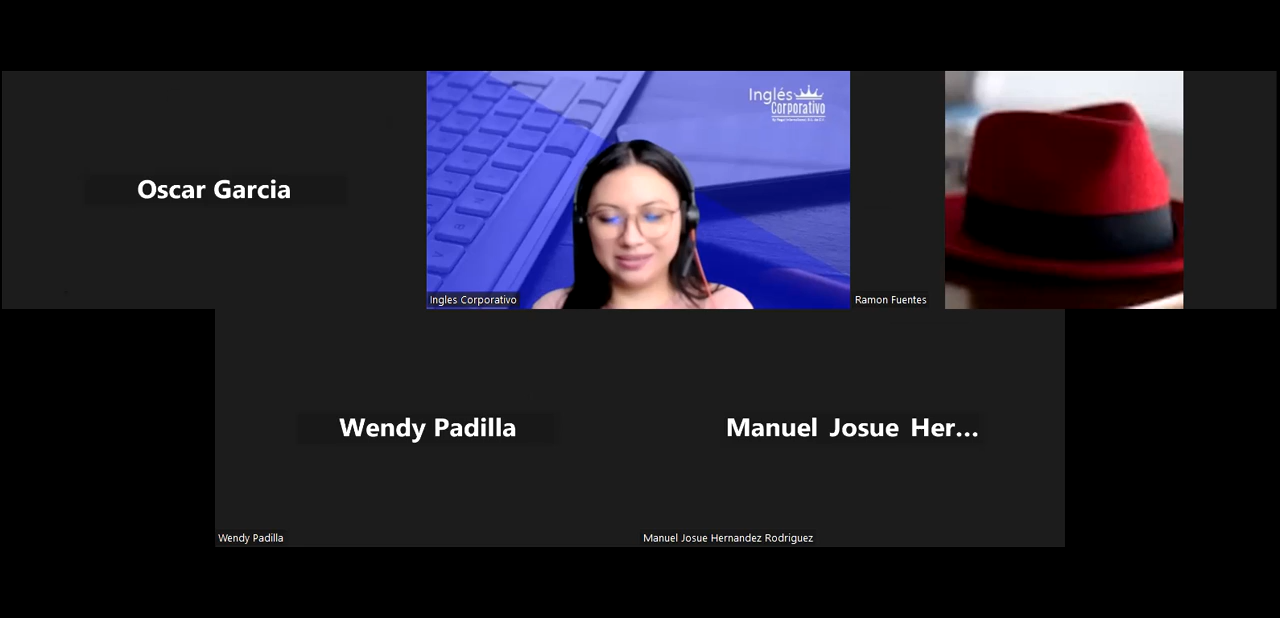 Oscar Garcia
Inglés
Corporativo
Ingles Corporativo
Ramon Fuentes
Wendy Padilla
Manuel Josue Her...
Wendy Padilla
Manuel Josue Hernandez Rodriguez